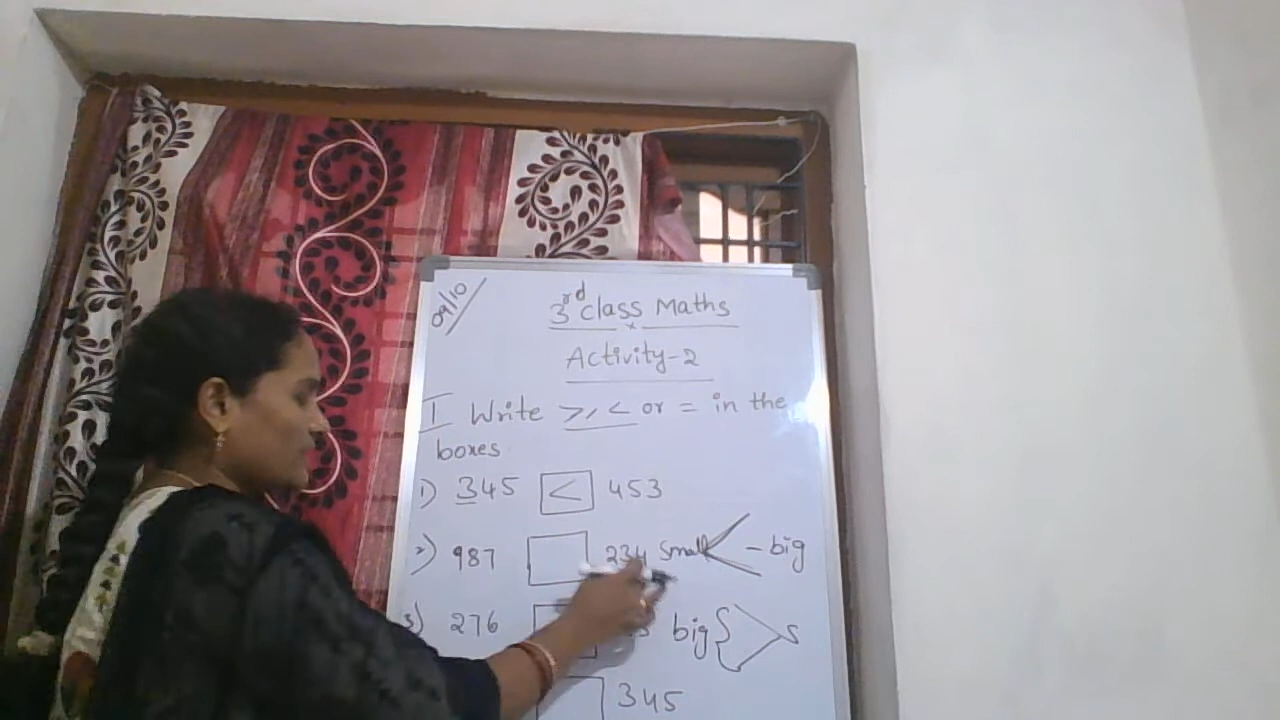 09/10
3rd Class Maths
Activity-2
I Write >, < or = in the
boxes.
1) 345 < 453
2) 987 234 Small < - big
3) 276 big > S
345